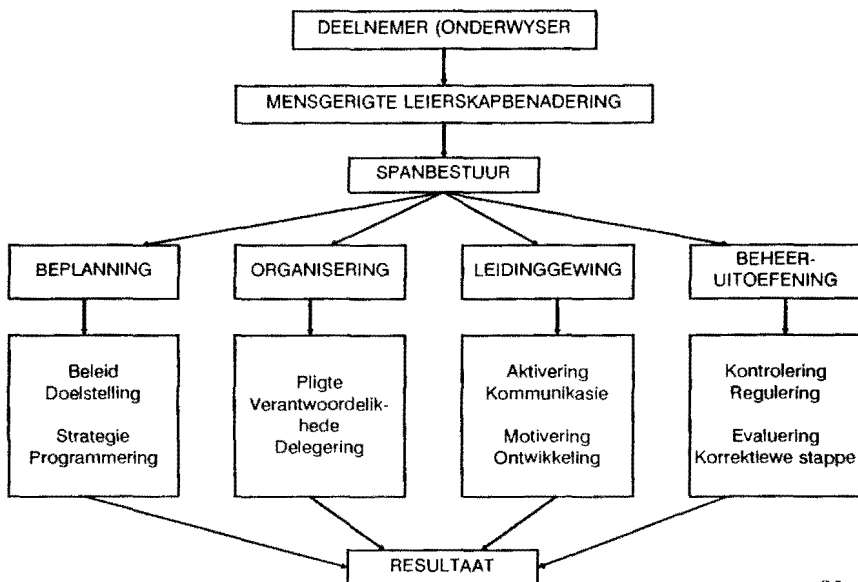 DEELNEMER (ONDERWYSER
MENSGERIGTE LEIERSKAPBENADERING
SPANBESTUUR
BEPLANNING
ORGANISERING
LEIDINGGEWING
BEHEER-
UITOEFENING
Beleid
Doelstelling
Strategie
Programmering
Pligte
Verantwoordelik-
hede
Delegering
Aktivering
Kommunikasie
Motivering
Ontwikkeling
Kontrolering
Regulering
Evaluering
Korrektiewe stappe
RESULTAAT